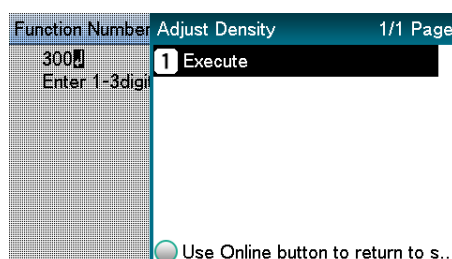 Function Number
300
Enter 1-3digi
Adjust Density 1/1 Page
1 Execute
Use Online button to return to s..